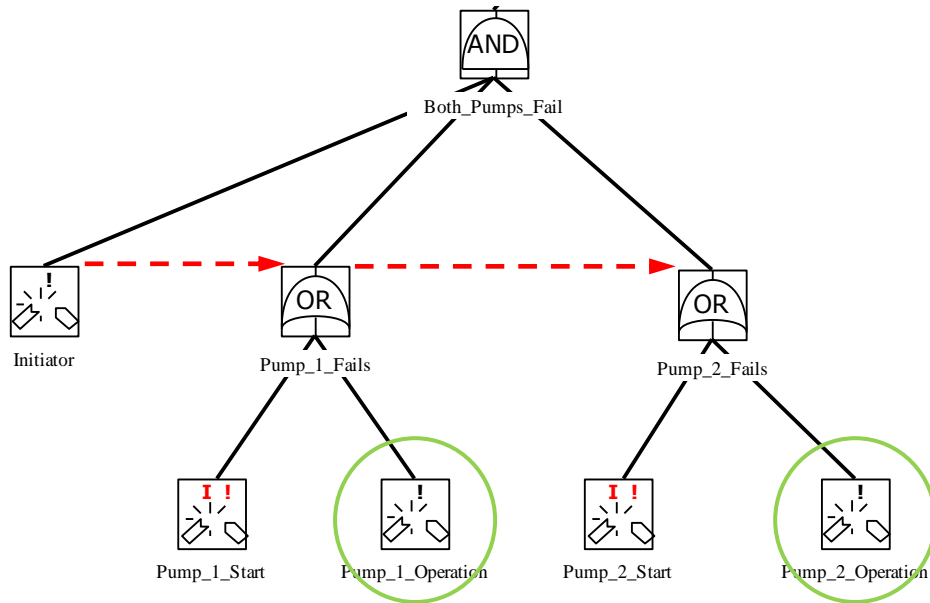 AND
Both_Pumps_Fail
!
OR
OR
Initiator
Pump_1_Fails
Pump_2_Fails
I !
!
I !
!
Pump_1_Start
Pump_1_Operation
Pump_2_Start
Pump_2_Operation